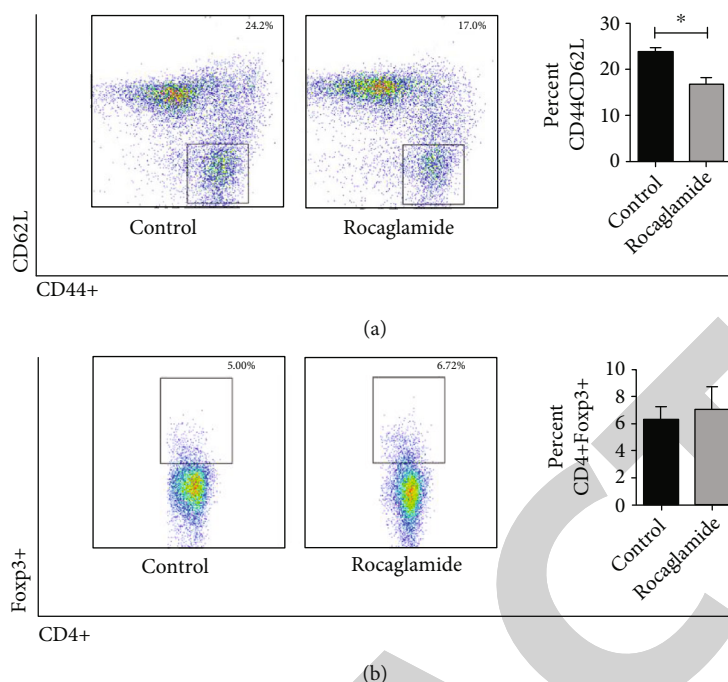 24.2%
17.0%
Control
Rocaglamide
CD62L
CD44+
30
20
10
0
Percent
CD44CD62L
*
Control
Rocaglamide
(a)
5.00%
6.72%
Control
Rocaglamide
Foxp3+
CD4+
10
8
6
4
2
0
Percent
CD4+Foxp3+
Control
Rocaglamide
(b)